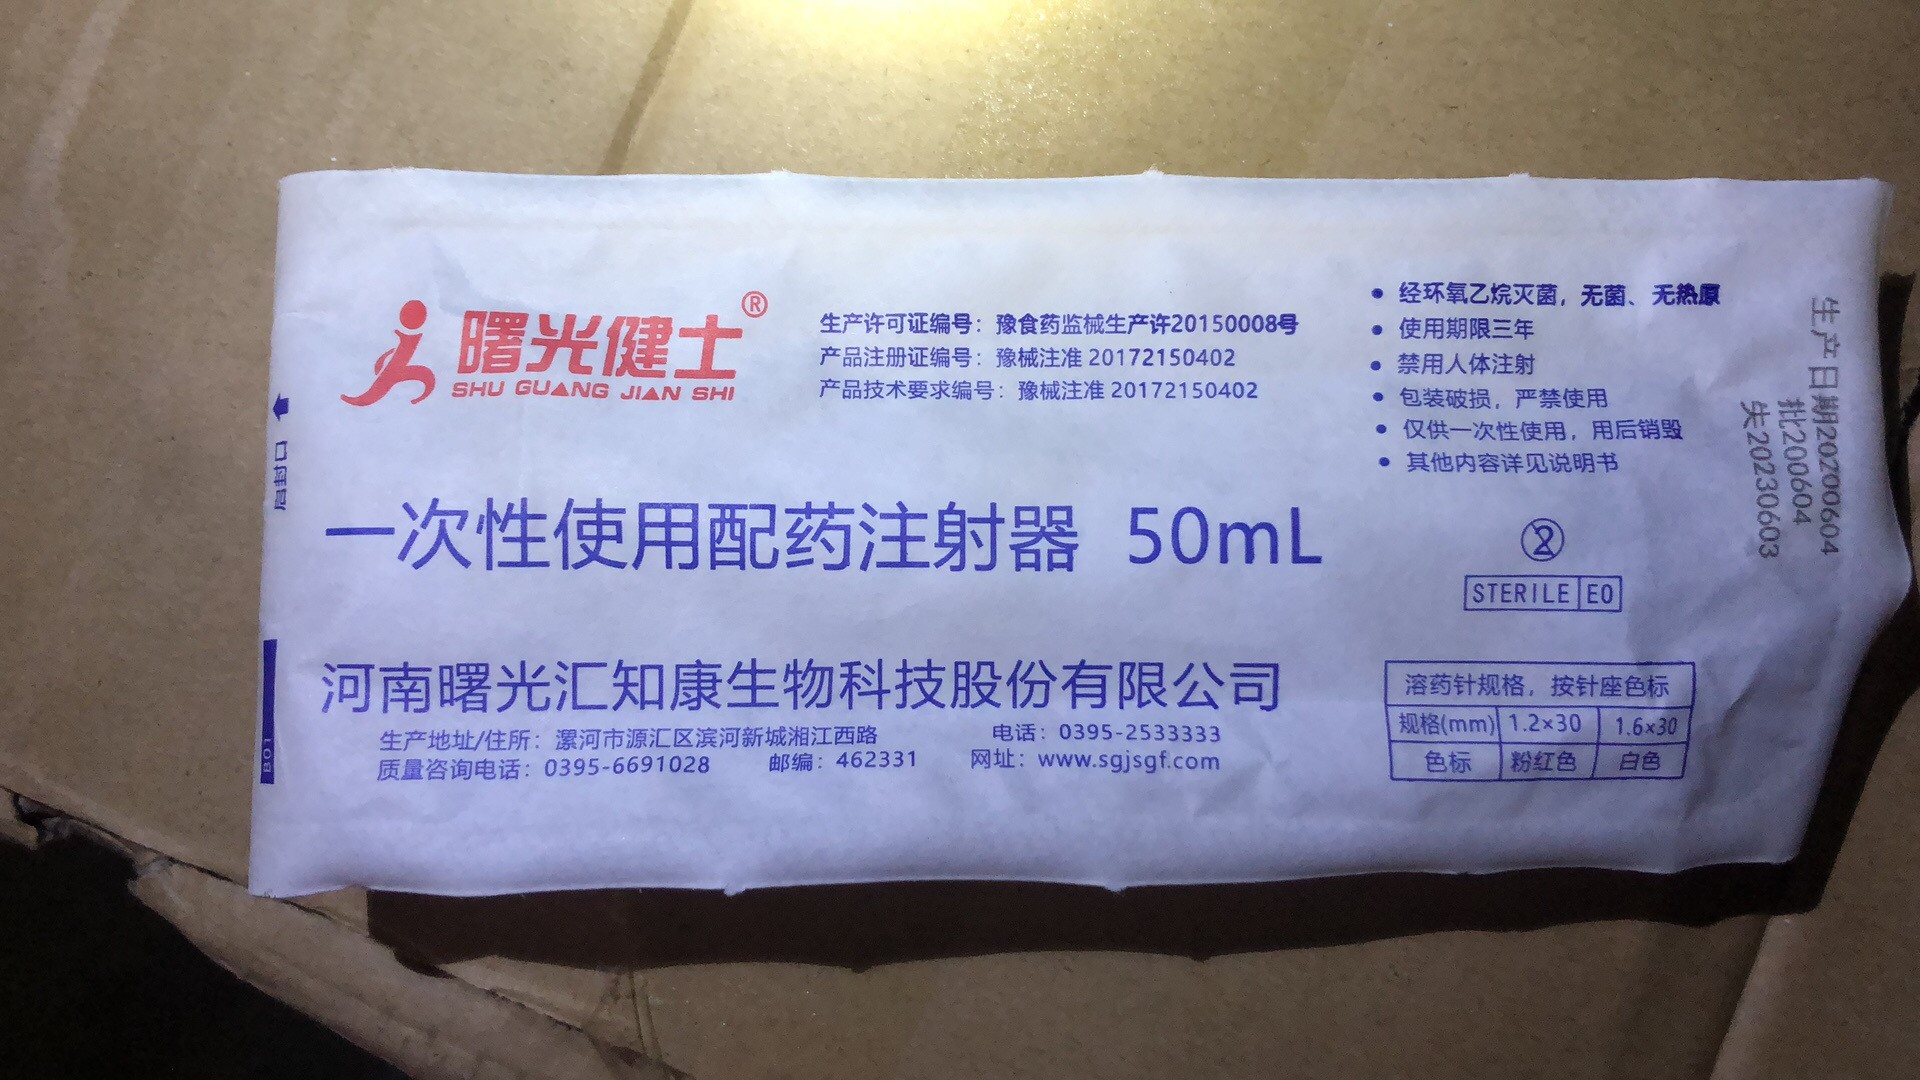 曙光健士®
SHU GUANG JIAN SHI
生产许可证编号：豫食药监械生产许20150008号
产品注册证编号：豫械注准 20172150402
产品技术要求编号：豫械注准 20172150402
• 经环氧乙烷灭菌，无菌、无热原
• 使用期限三年
• 禁用人体注射
• 包装破损，严禁使用
• 仅供一次性使用，用后销毁
• 其他内容详见说明书
生产日期20200604
批200604
失20230603
启封口
一次性使用配药注射器 50mL
2
STERILE EO
河南曙光汇知康生物科技股份有限公司
生产地址/住所：漯河市源汇区滨河新城湘江西路 电话：0395-2533333
质量咨询电话：0395-6691028 邮编：462331 网址：www.sgjsgf.com
溶药针规格，按针座色标
规格(mm) 1.2×30 1.6×30
色标 粉红色 白色
B01